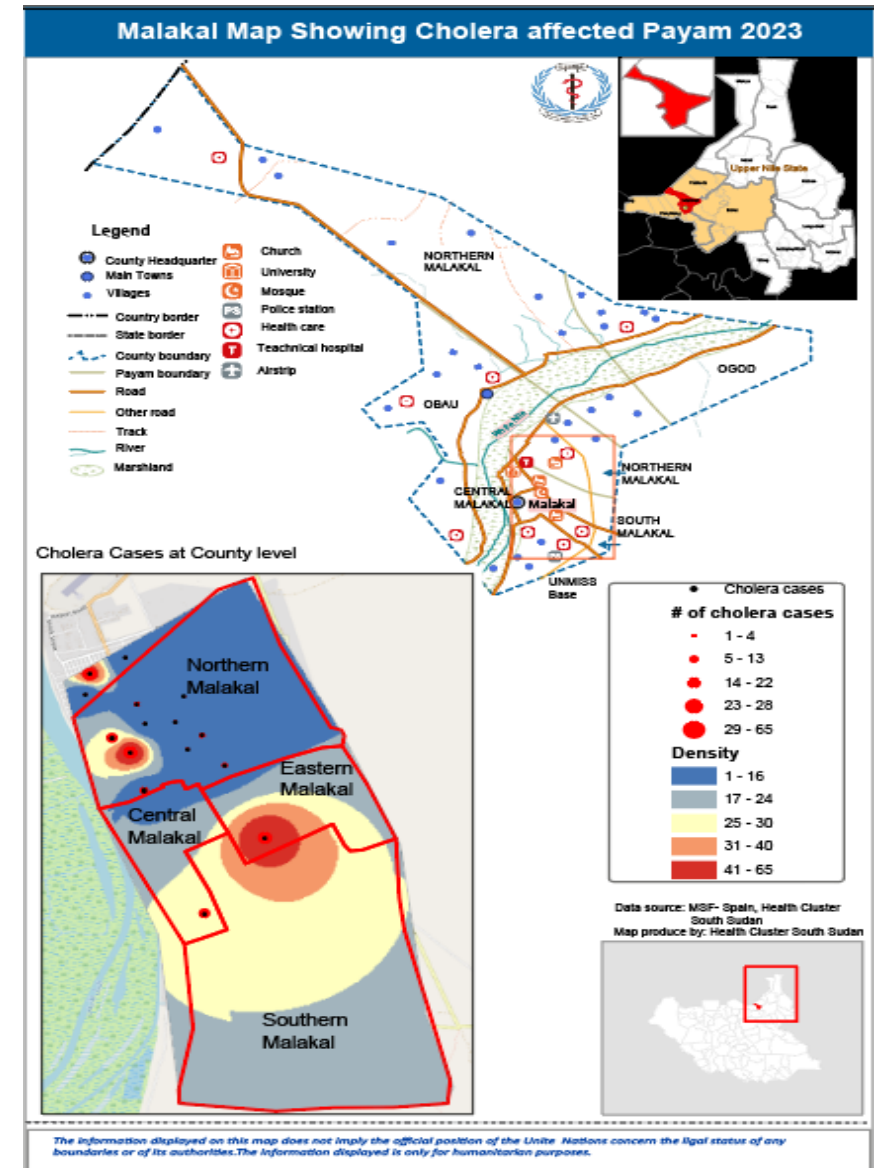 Malakal Map Showing Cholera affected Payam 2023
Upper Nile State
Legend
County Headquarter
Main Towns
Villages
Country border
State border
County boundary
Payam boundary
Road
Other road
Track
River
Marshland
Church
University
Mosque
Police station
PS
Health care
T
Teachnical hospital
Airstrip
NORTHERN
MALAKAL
OGOD
OBAU
T
NORTHERN
MALAKAL
CENTRAL
MALAKAL
Malakal
SOUTH
MALAKAL
UNMISS
Base
Cholera Cases at County level
Northern
Malakal
Eastern
Malakal
Central
Malakal
Southern
Malakal
Cholera cases
# of cholera cases
1 - 4
5 - 13
14 - 22
23 - 28
29 - 65
Density
1 - 16
17 - 24
25 - 30
31 - 40
41 - 65
Data source: MSF- Spain, Health Cluster
South Sudan
Map produce by: Health Cluster South Sudan
The information displayed on this map does not imply the official position of the Unite Nations concern the ligal status of any
boundaries or of its authorities.The information displayed is only for humanitarian purposes.